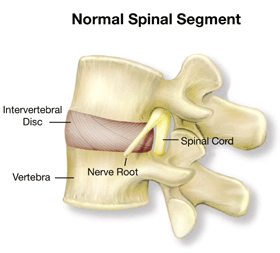 Normal Spinal Segment
Intervertebral
Disc
Spinal Cord
Nerve Root
Vertebra